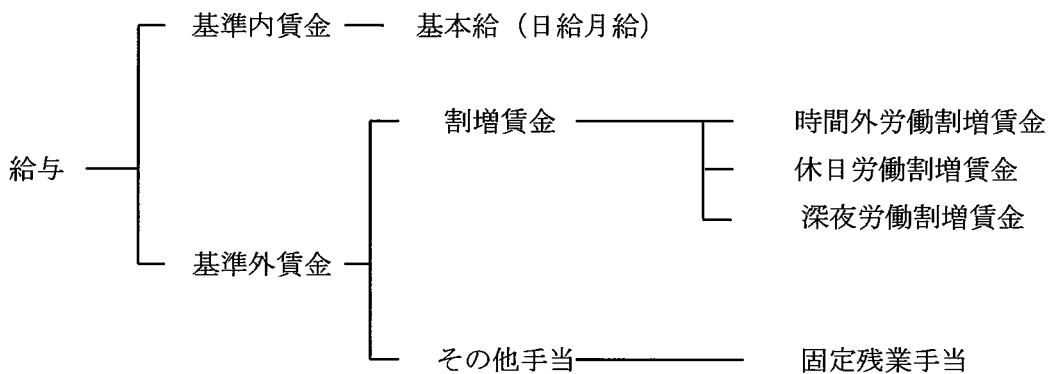 基準内賃金
基本給（日給月給）
割増賃金
時間外労働割増賃金
給与
休日労働割増賃金
深夜労働割増賃金
基準外賃金
その他手当
固定残業手当